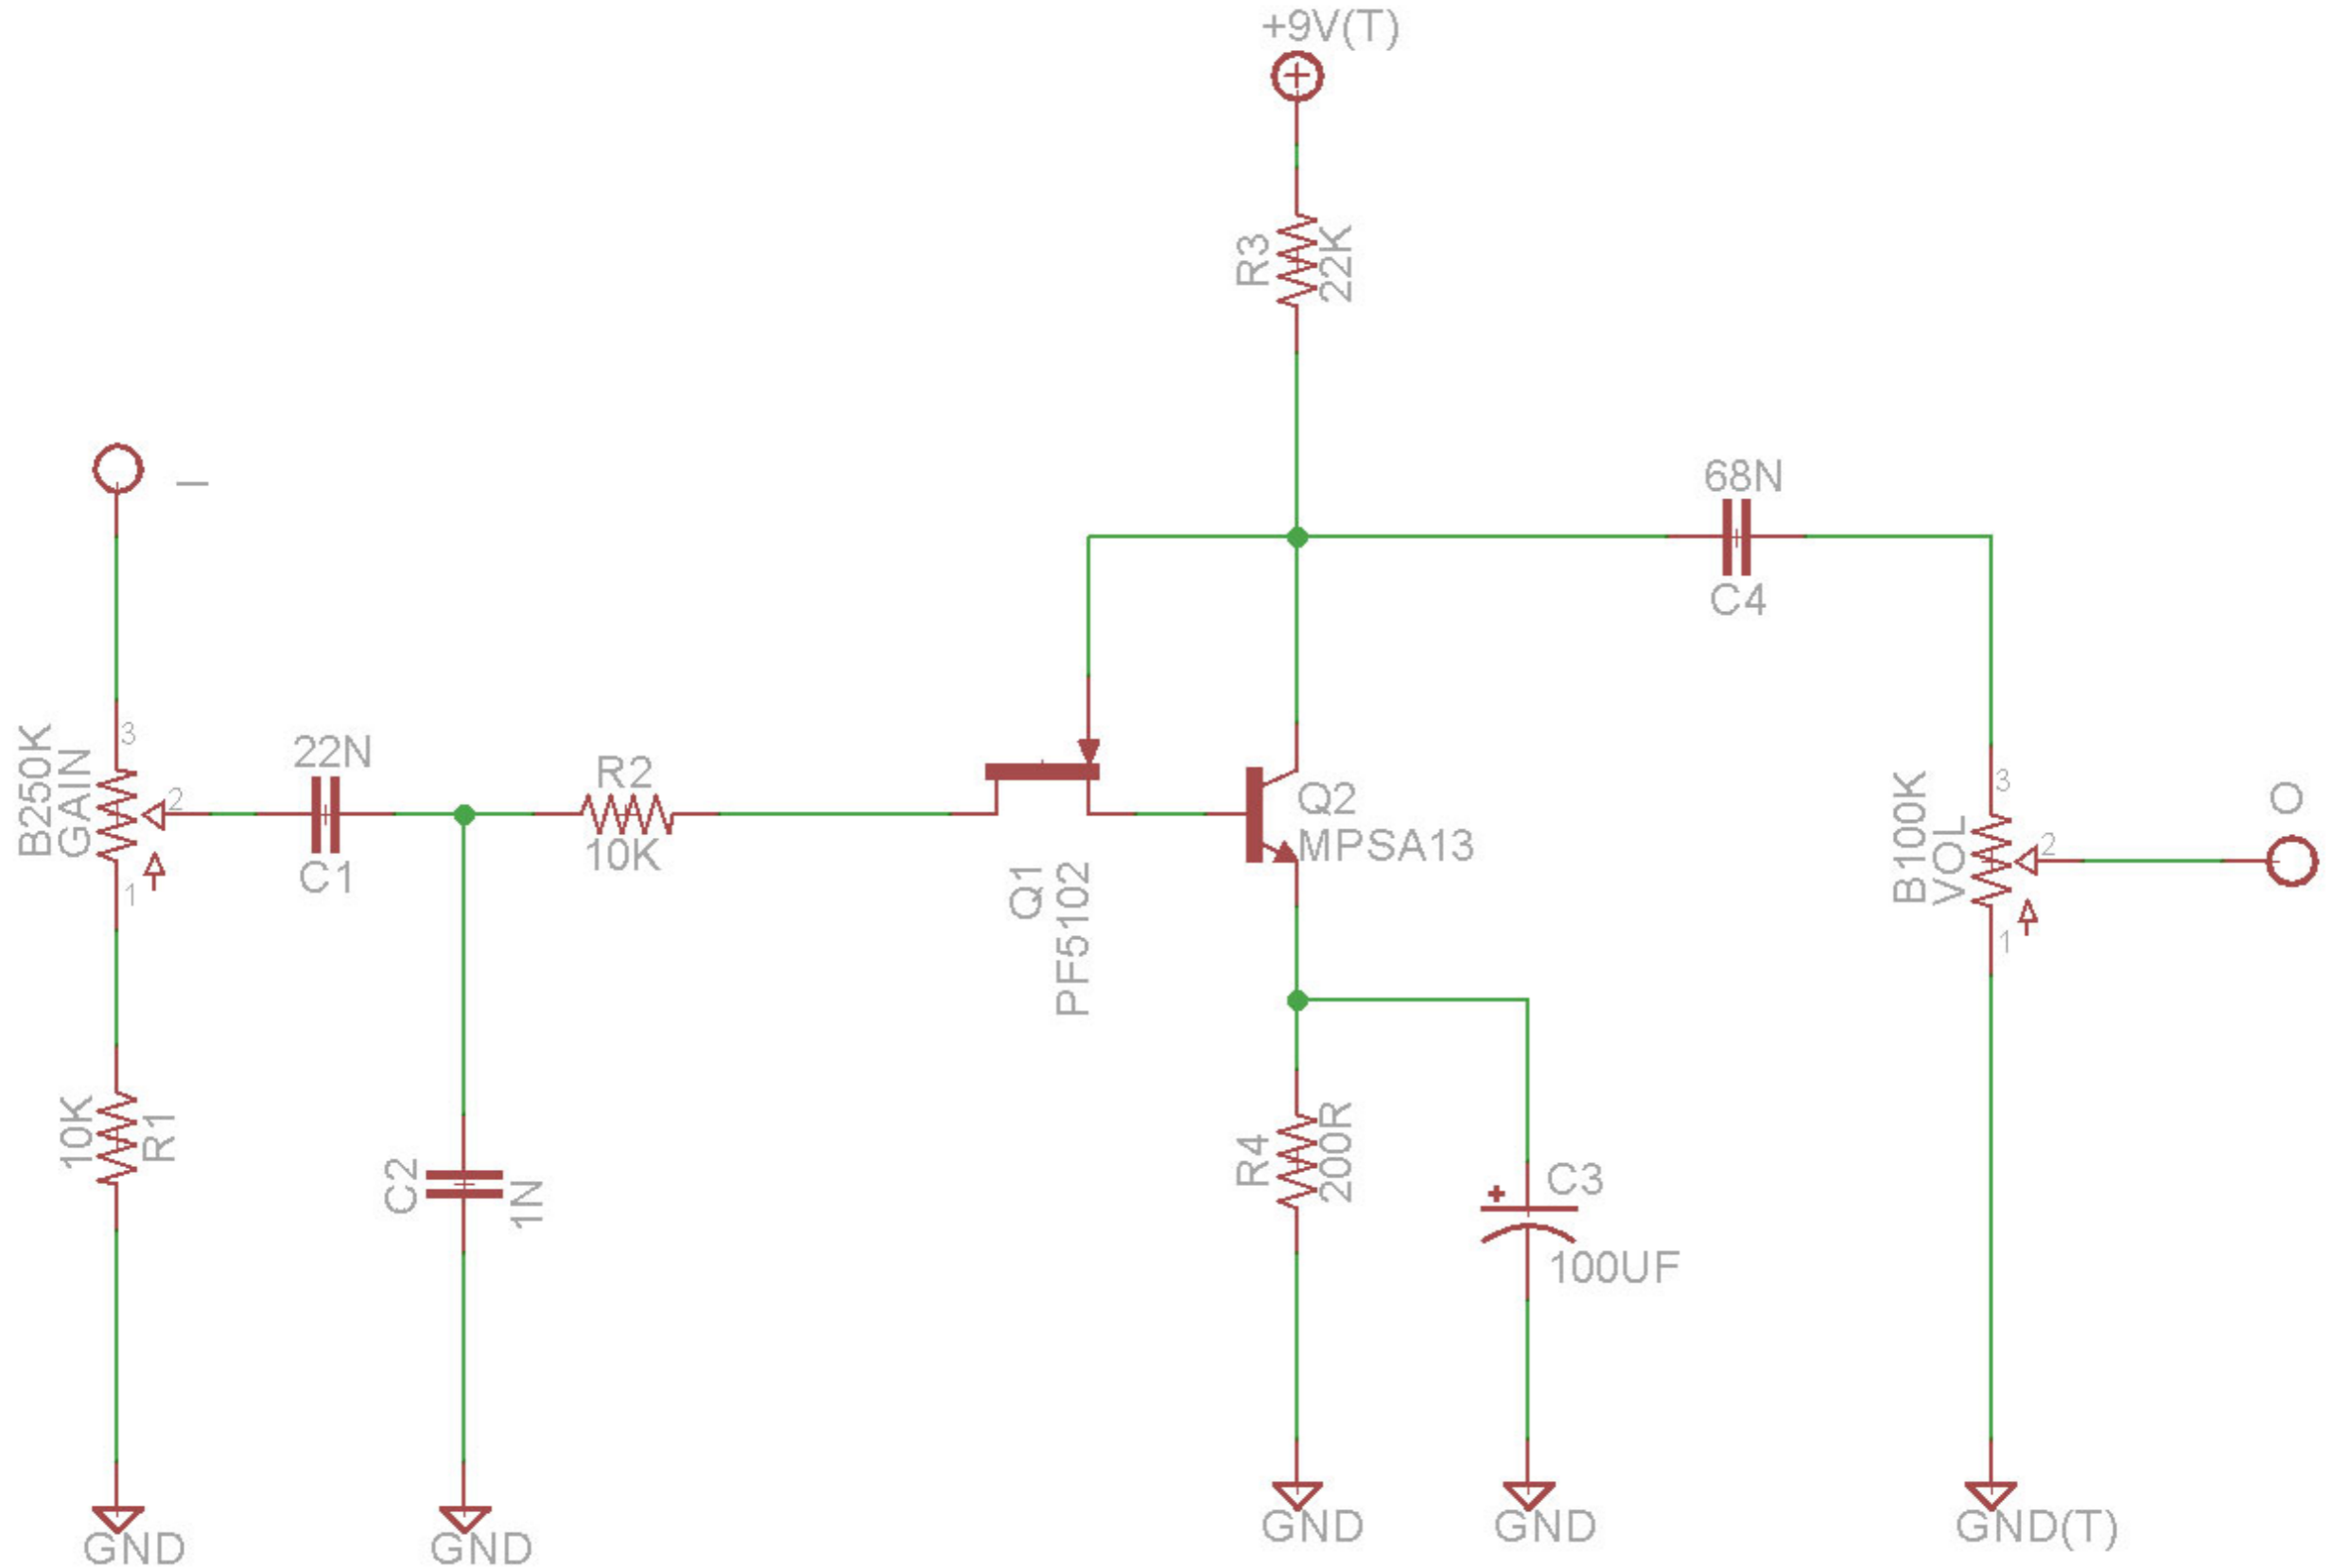 +9V(T)
R3
22K
I
68N
C4
B250K
GAIN
3
2
1
22N
C1
R2
10K
Q1
PF5102
Q2
MPSA13
B100K
VOL
3
2
1
O
10K
R1
C2
1N
R4
200R
C3
100UF
GND
GND
GND
GND
GND(T)